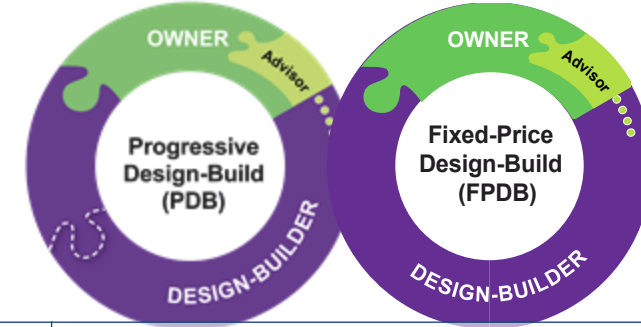 OWNER
Advisor
Progressive
Design-Build
(PDB)
DESIGN-BUILDER
OWNER
Advisor
Fixed-Price
Design-Build
(FPDB)
DESIGN-BUILDER